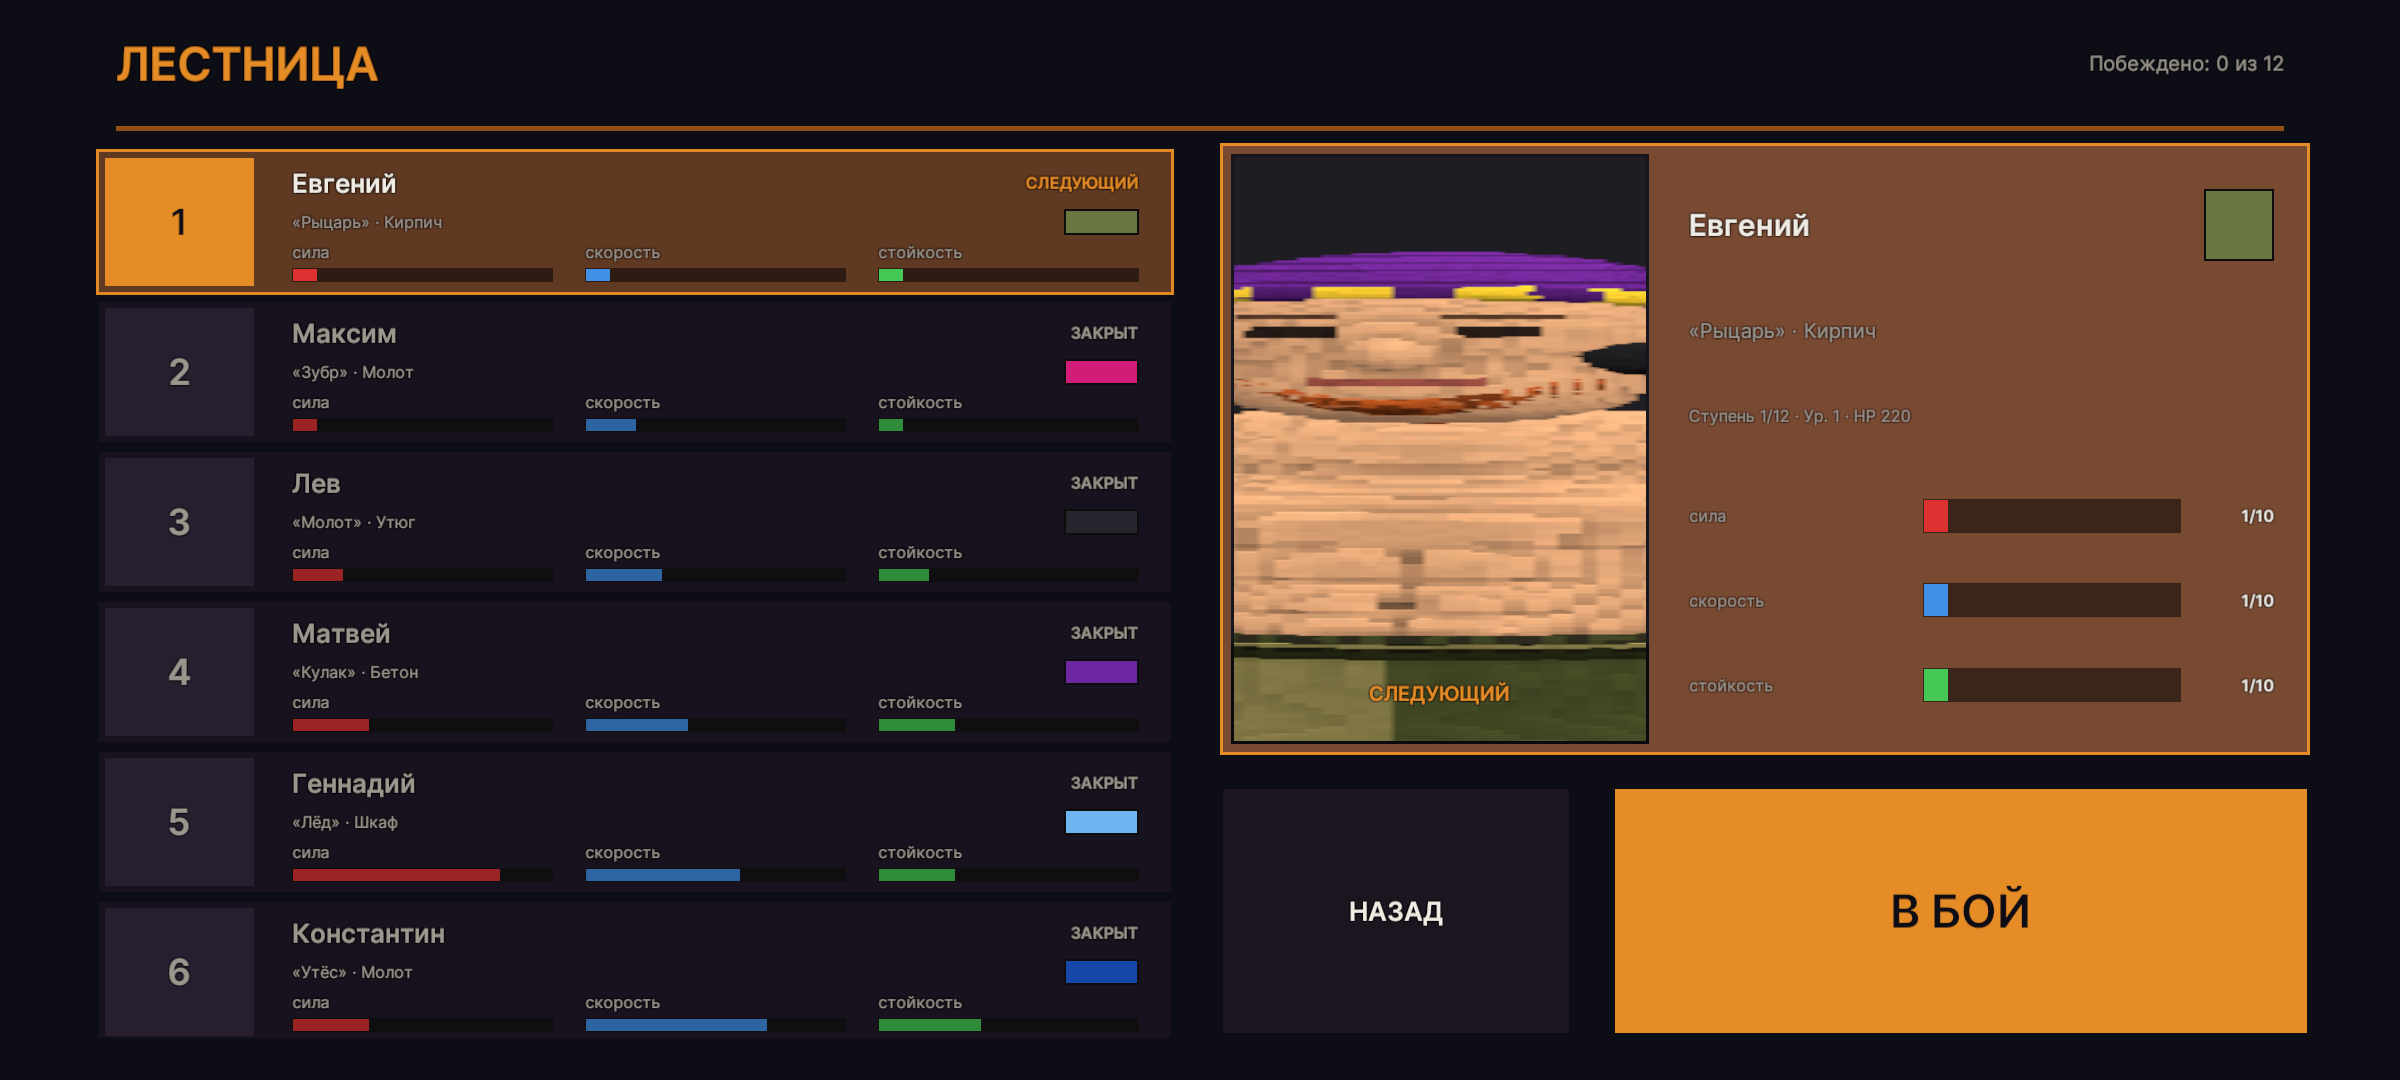 ЛЕСТНИЦА
Побеждено: 0 из 12
1
Евгений
СЛЕДУЮЩИЙ
«Рыцарь» · Кирпич
сила скорость стойкость
2
Максим
ЗАКРЫТ
«Зубр» · Молот
сила скорость стойкость
3
Лев
ЗАКРЫТ
«Молот» · Утюг
сила скорость стойкость
4
Матвей
ЗАКРЫТ
«Кулак» · Бетон
сила скорость стойкость
5
Геннадий
ЗАКРЫТ
«Лёд» · Шкаф
сила скорость стойкость
6
Константин
ЗАКРЫТ
«Утёс» · Молот
сила скорость стойкость
СЛЕДУЮЩИЙ
Евгений
«Рыцарь» · Кирпич
Ступень 1/12 · Ур. 1 · HP 220
сила 1/10
скорость 1/10
стойкость 1/10
НАЗАД
В БОЙ